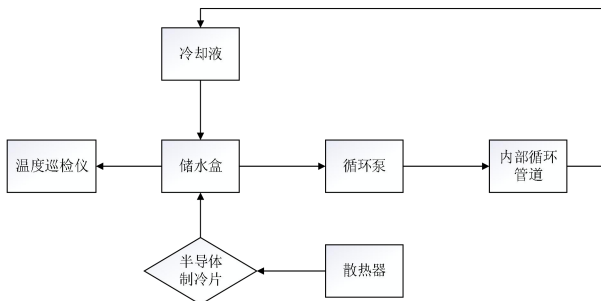 冷却液
温度巡检仪
储水盒
循环泵
内部循环
管道
半导体
制冷片
散热器